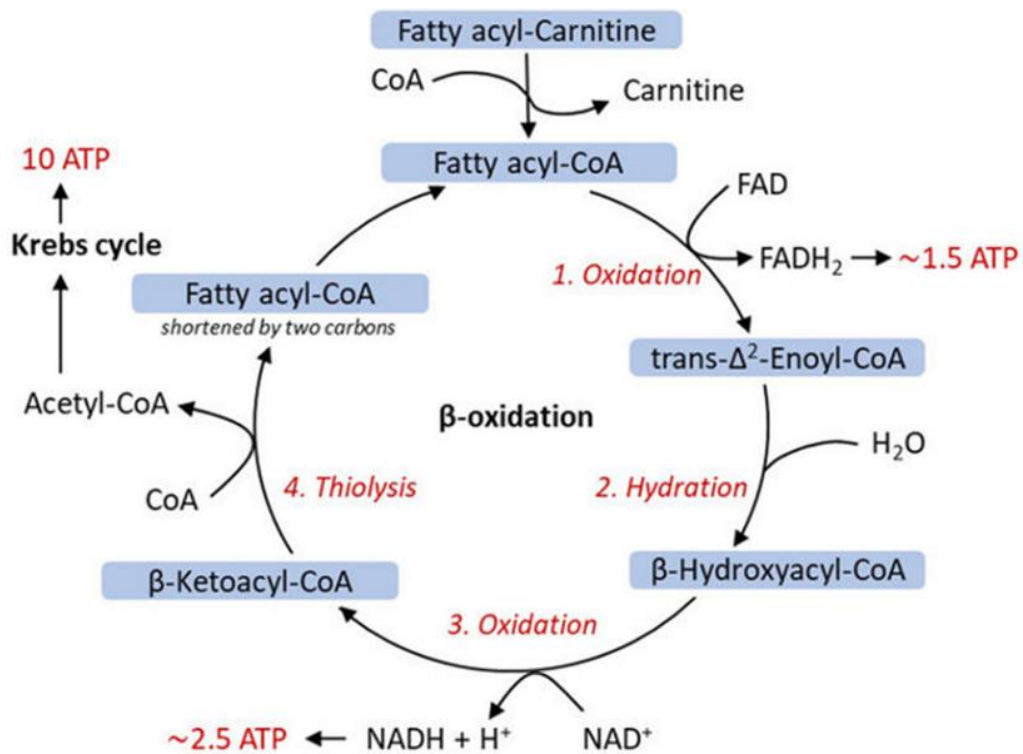 Fatty acyl-Carnitine
CoA
Carnitine
10 ATP
Fatty acyl-CoA
FAD
Krebs cycle
FADH₂
~1.5 ATP
1. Oxidation
Fatty acyl-CoA
shortened by two carbons
trans-Δ²-Enoyl-CoA
Acetyl-CoA
β-oxidation
H₂O
CoA
4. Thiolysis
2. Hydration
β-Ketoacyl-CoA
β-Hydroxyacyl-CoA
3. Oxidation
~2.5 ATP
NADH + H⁺
NAD⁺